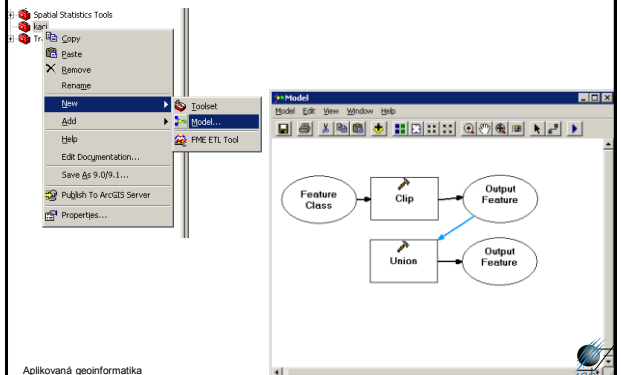 Spatial Statistics Tools
kari
Tr
Copy
Paste
Remove
Rename
New
Add
Help
Edit Documentation...
Save As 9.0/9.1...
Publish To ArcGIS Server
Properties...
Toolset
Model...
FME ETL Tool
Model
Model Edit View Window Help
Feature
Class
Clip
Output
Feature
Union
Output
Feature
Aplikovaná geoinformatika